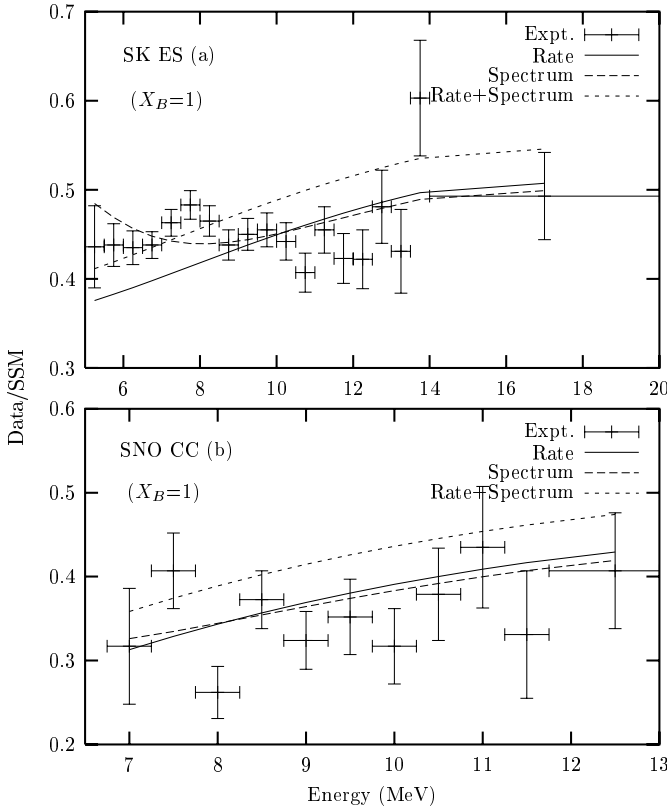 0.7
0.6
0.5
0.4
0.3
SK ES (a)
(X_B=1)
Expt.
Rate
Spectrum
Rate+Spectrum
6 8 10 12 14 16 18 20
Data/SSM
0.6
0.5
0.4
0.3
0.2
SNO CC (b)
(X_B=1)
Expt.
Rate
Spectrum
Rate+Spectrum
7 8 9 10 11 12 13
Energy (MeV)